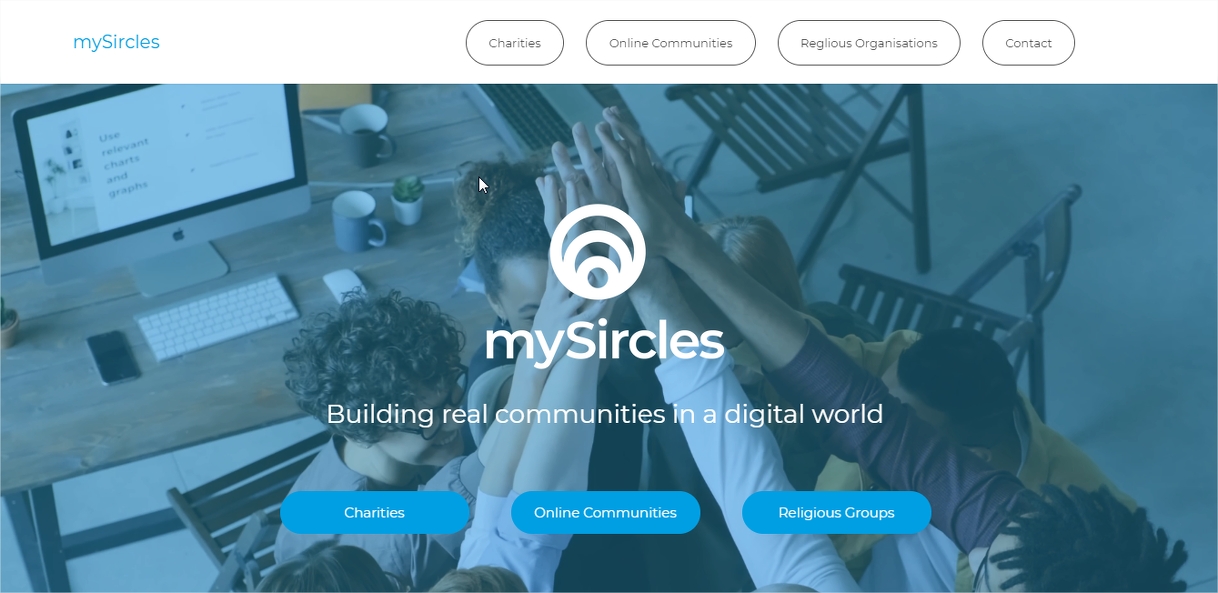 mySircles
Charities
Online Communities
Reglious Organisations
Contact
Use
relevant
charts
and
graphs
mySircles
Building real communities in a digital world
Charities
Online Communities
Religious Groups